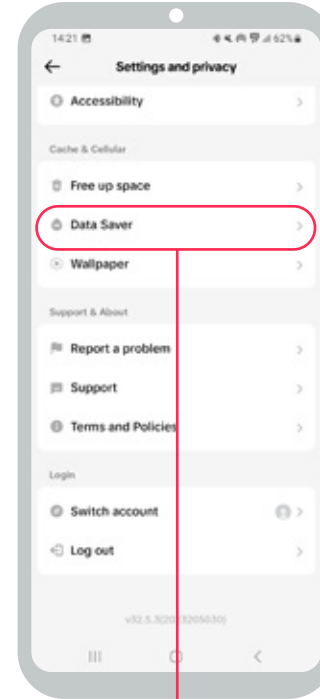 14:21 62%
Settings and privacy
Accessibility
Cache & Cellular
Free up space
Data Saver
Wallpaper
Support & About
Report a problem
Support
Terms and Policies
Login
Switch account
Log out